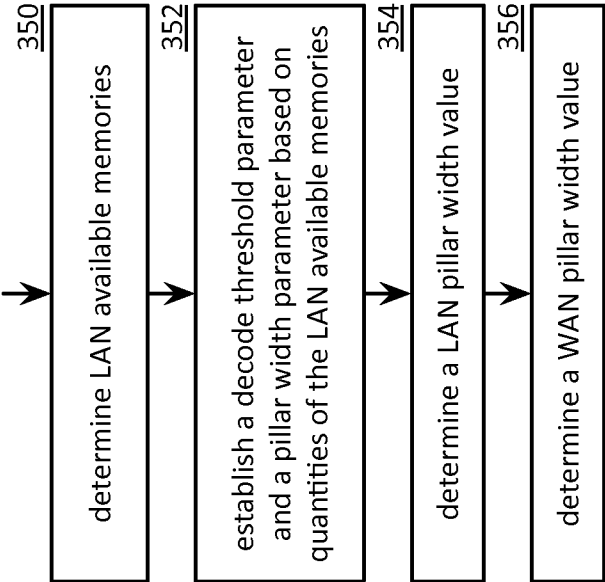 350
determine LAN available memories
352
establish a decode threshold parameter
and a pillar width parameter based on
quantities of the LAN available memories
354
determine a LAN pillar width value
356
determine a WAN pillar width value